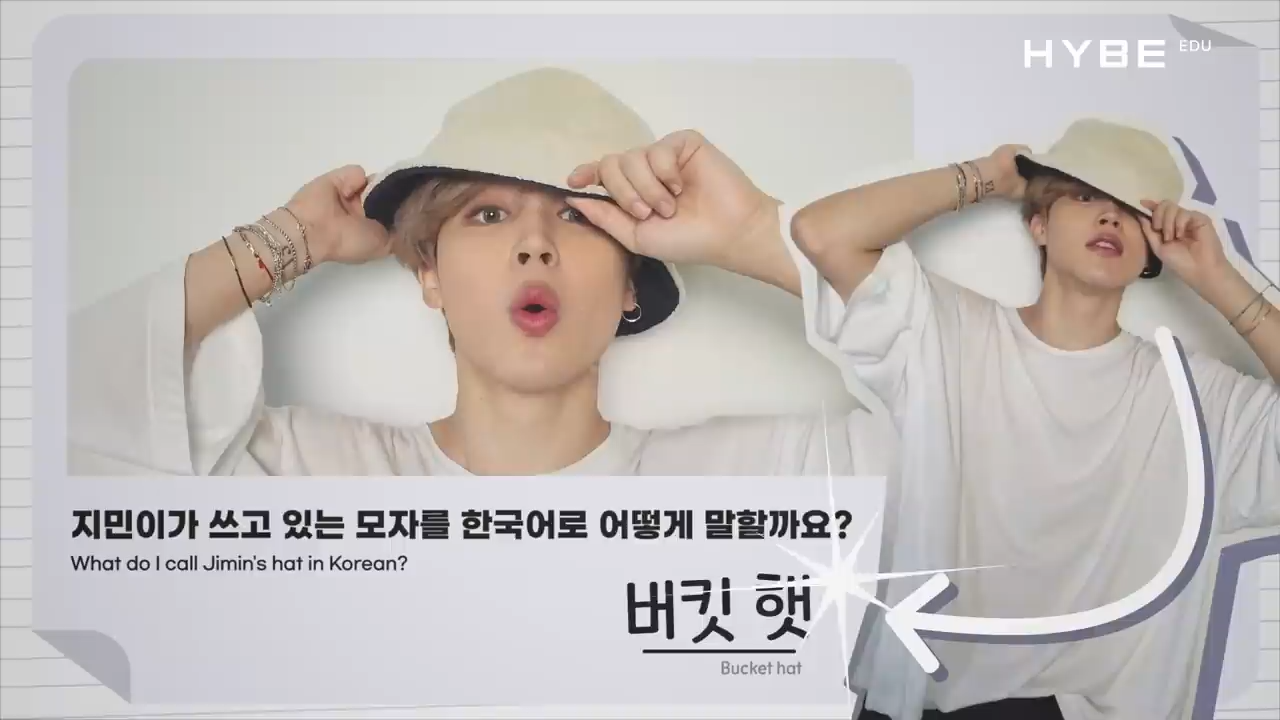 HYBE EDU
지민이가 쓰고 있는 모자를 한국어로 어떻게 말할까요?
What do I call Jimin's hat in Korean?
버킷 햇
Bucket hat